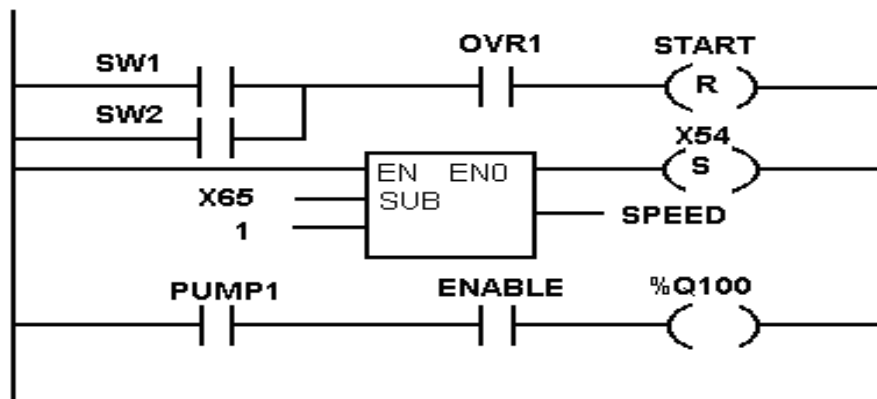 OVR1 START
SW1
R
SW2
X54
EN EN0 S
X65 SUB
1 SPEED
PUMP1 ENABLE %Q100